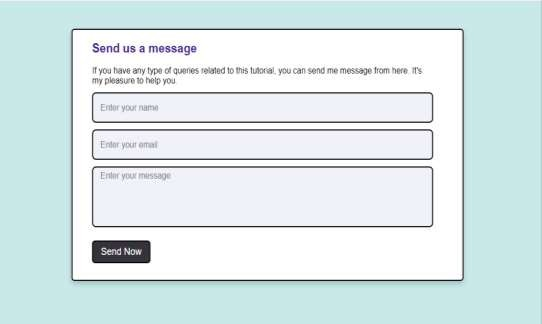 Send us a message
If you have any type of queries related to this tutorial, you can send me message from here. It's
my pleasure to help you.
Enter your name
Enter your email
Enter your message
Send Now